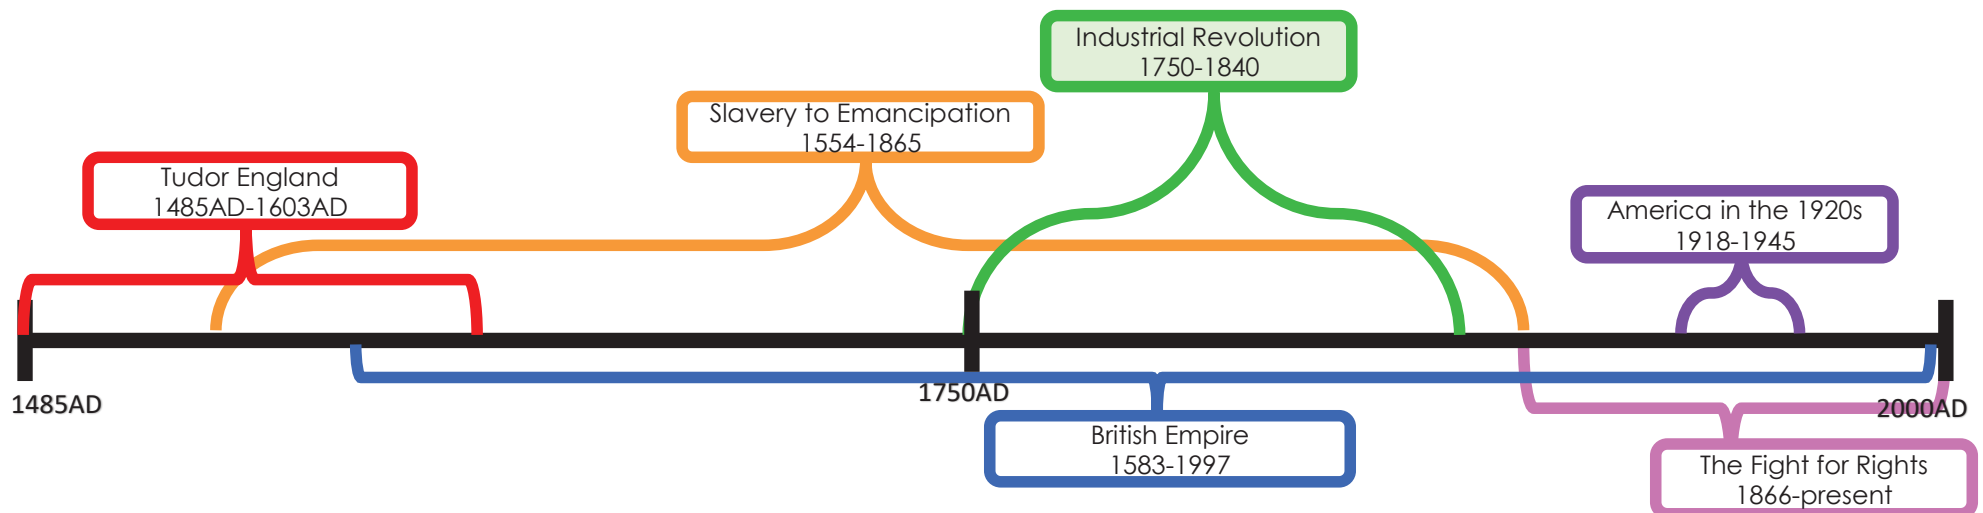 Industrial Revolution
1750-1840
Slavery to Emancipation
1554-1865
Tudor England
1485AD-1603AD
America in the 1920s
1918-1945
1485AD
1750AD
2000AD
British Empire
1583-1997
The Fight for Rights
1866-present